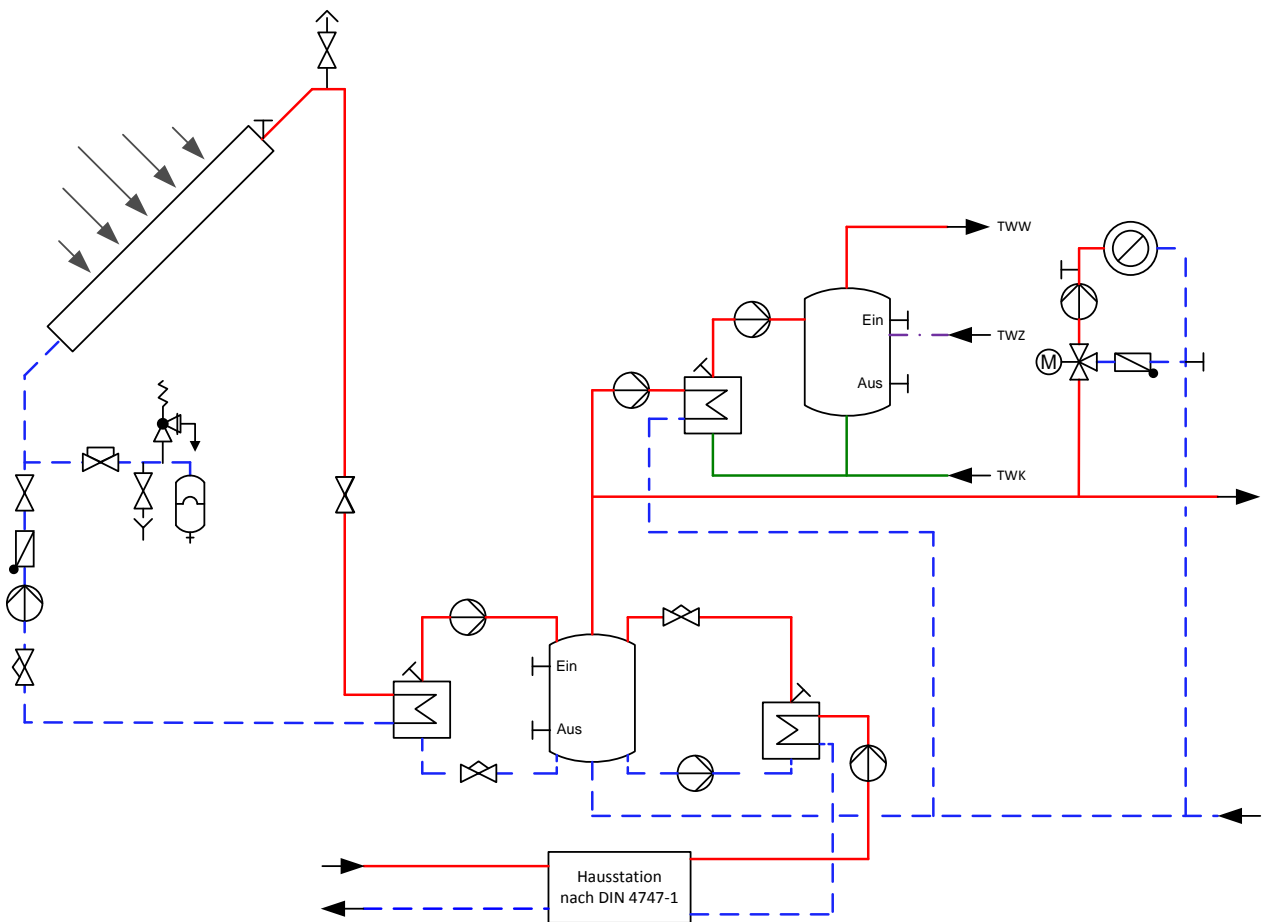 TWW
Ein
TWZ
M
Aus
TWK
Ein
Aus
Hausstation
nach DIN 4747-1